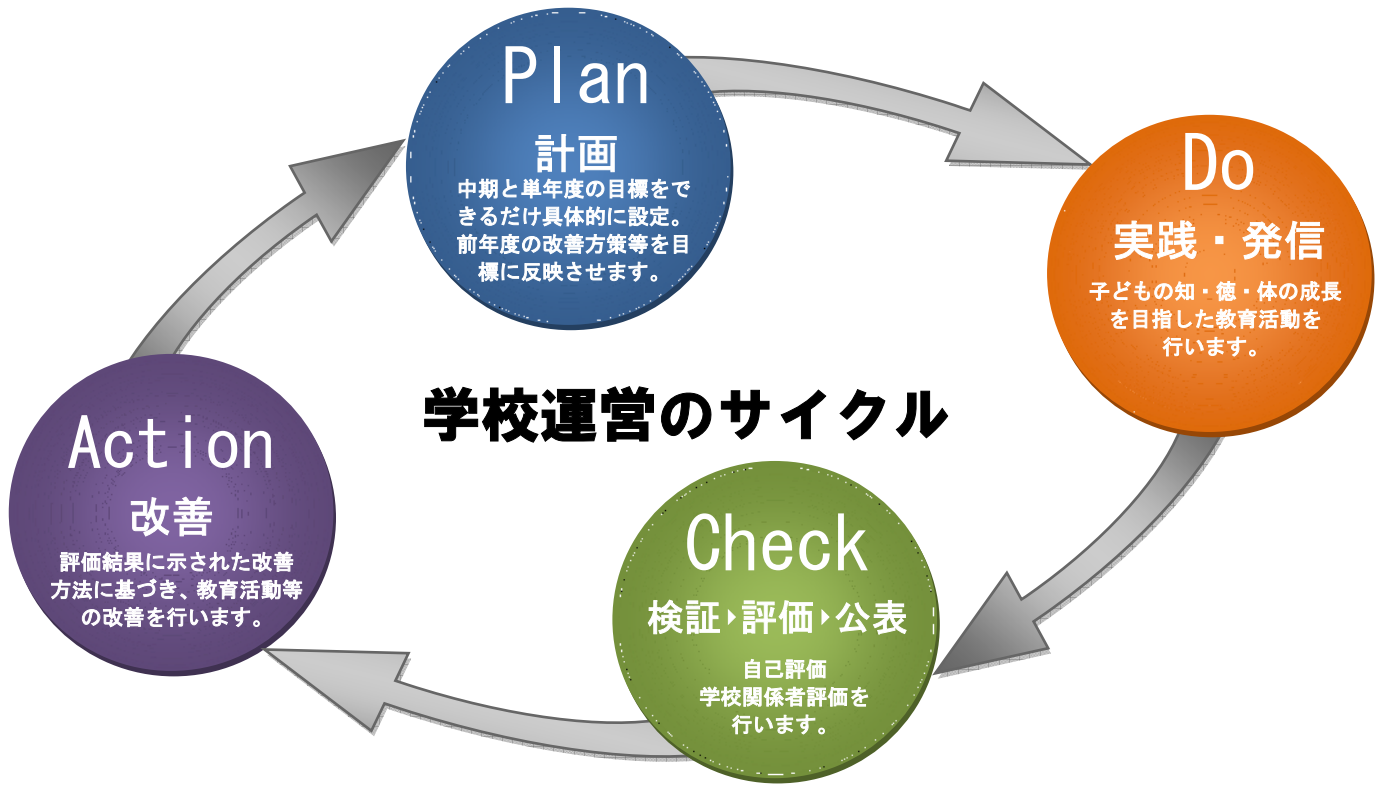 Plan
計画
中期と単年度の目標をで
きるだけ具体的に設定。
前年度の改善方策等を目
標に反映させます。
Do
実践・発信
子どもの知・徳・体の成長
を目指した教育活動を
行います。
学校運営のサイクル
Check
検証▸評価▸公表
自己評価
学校関係者評価を
行います。
Action
改善
評価結果に示された改善
方法に基づき、教育活動等
の改善を行います。